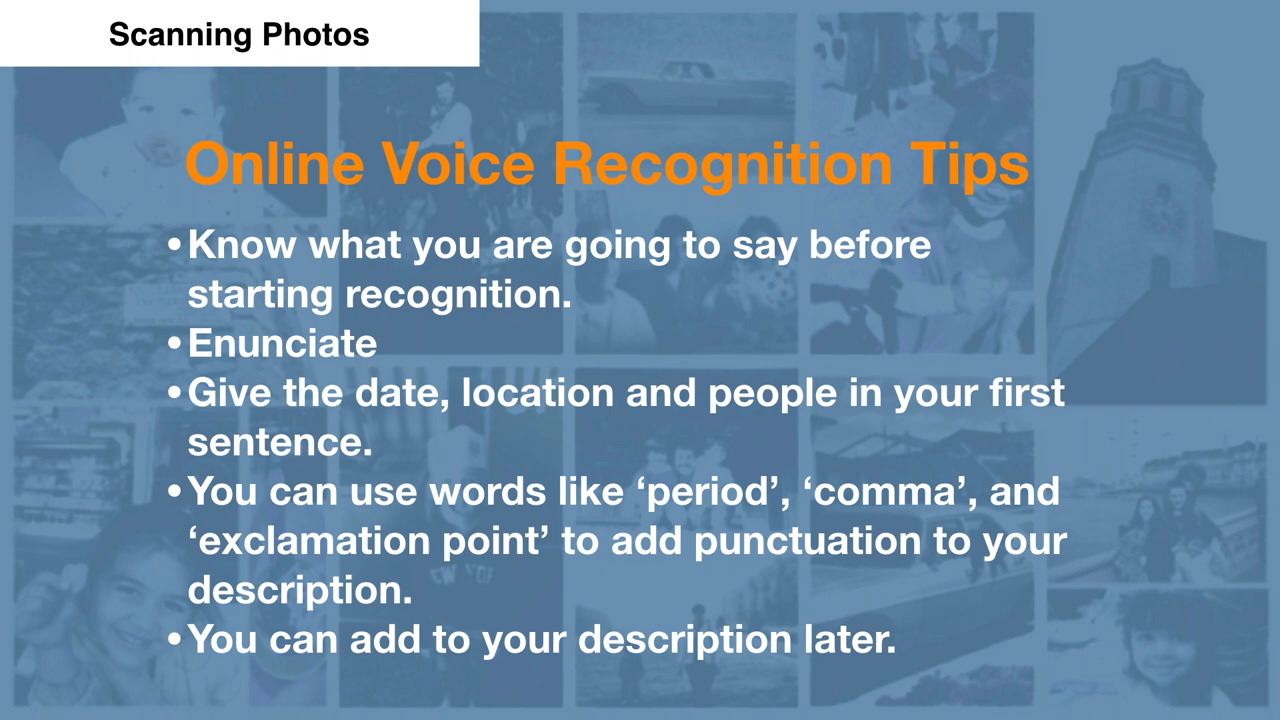 Scanning Photos
Online Voice Recognition Tips
•Know what you are going to say before
starting recognition.
•Enunciate
•Give the date, location and people in your first
sentence.
•You can use words like ‘period’, ‘comma’, and
‘exclamation point’ to add punctuation to your
description.
•You can add to your description later.